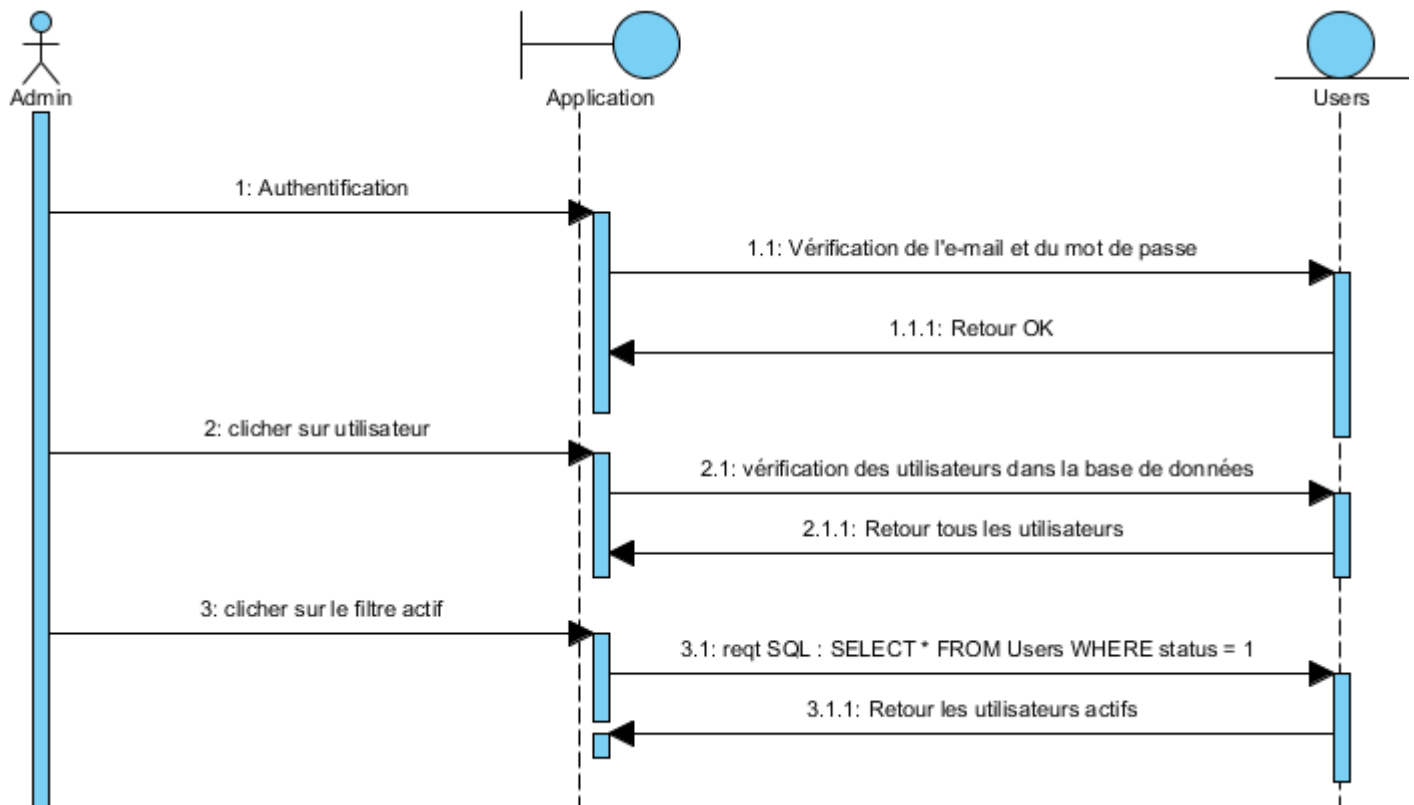 Admin
Application
Users
1: Authentification
1.1: Vérification de l'e-mail et du mot de passe
1.1.1: Retour OK
2: clicher sur utilisateur
2.1: vérification des utilisateurs dans la base de données
2.1.1: Retour tous les utilisateurs
3: clicher sur le filtre actif
3.1: reqt SQL : SELECT * FROM Users WHERE status = 1
3.1.1: Retour les utilisateurs actifs